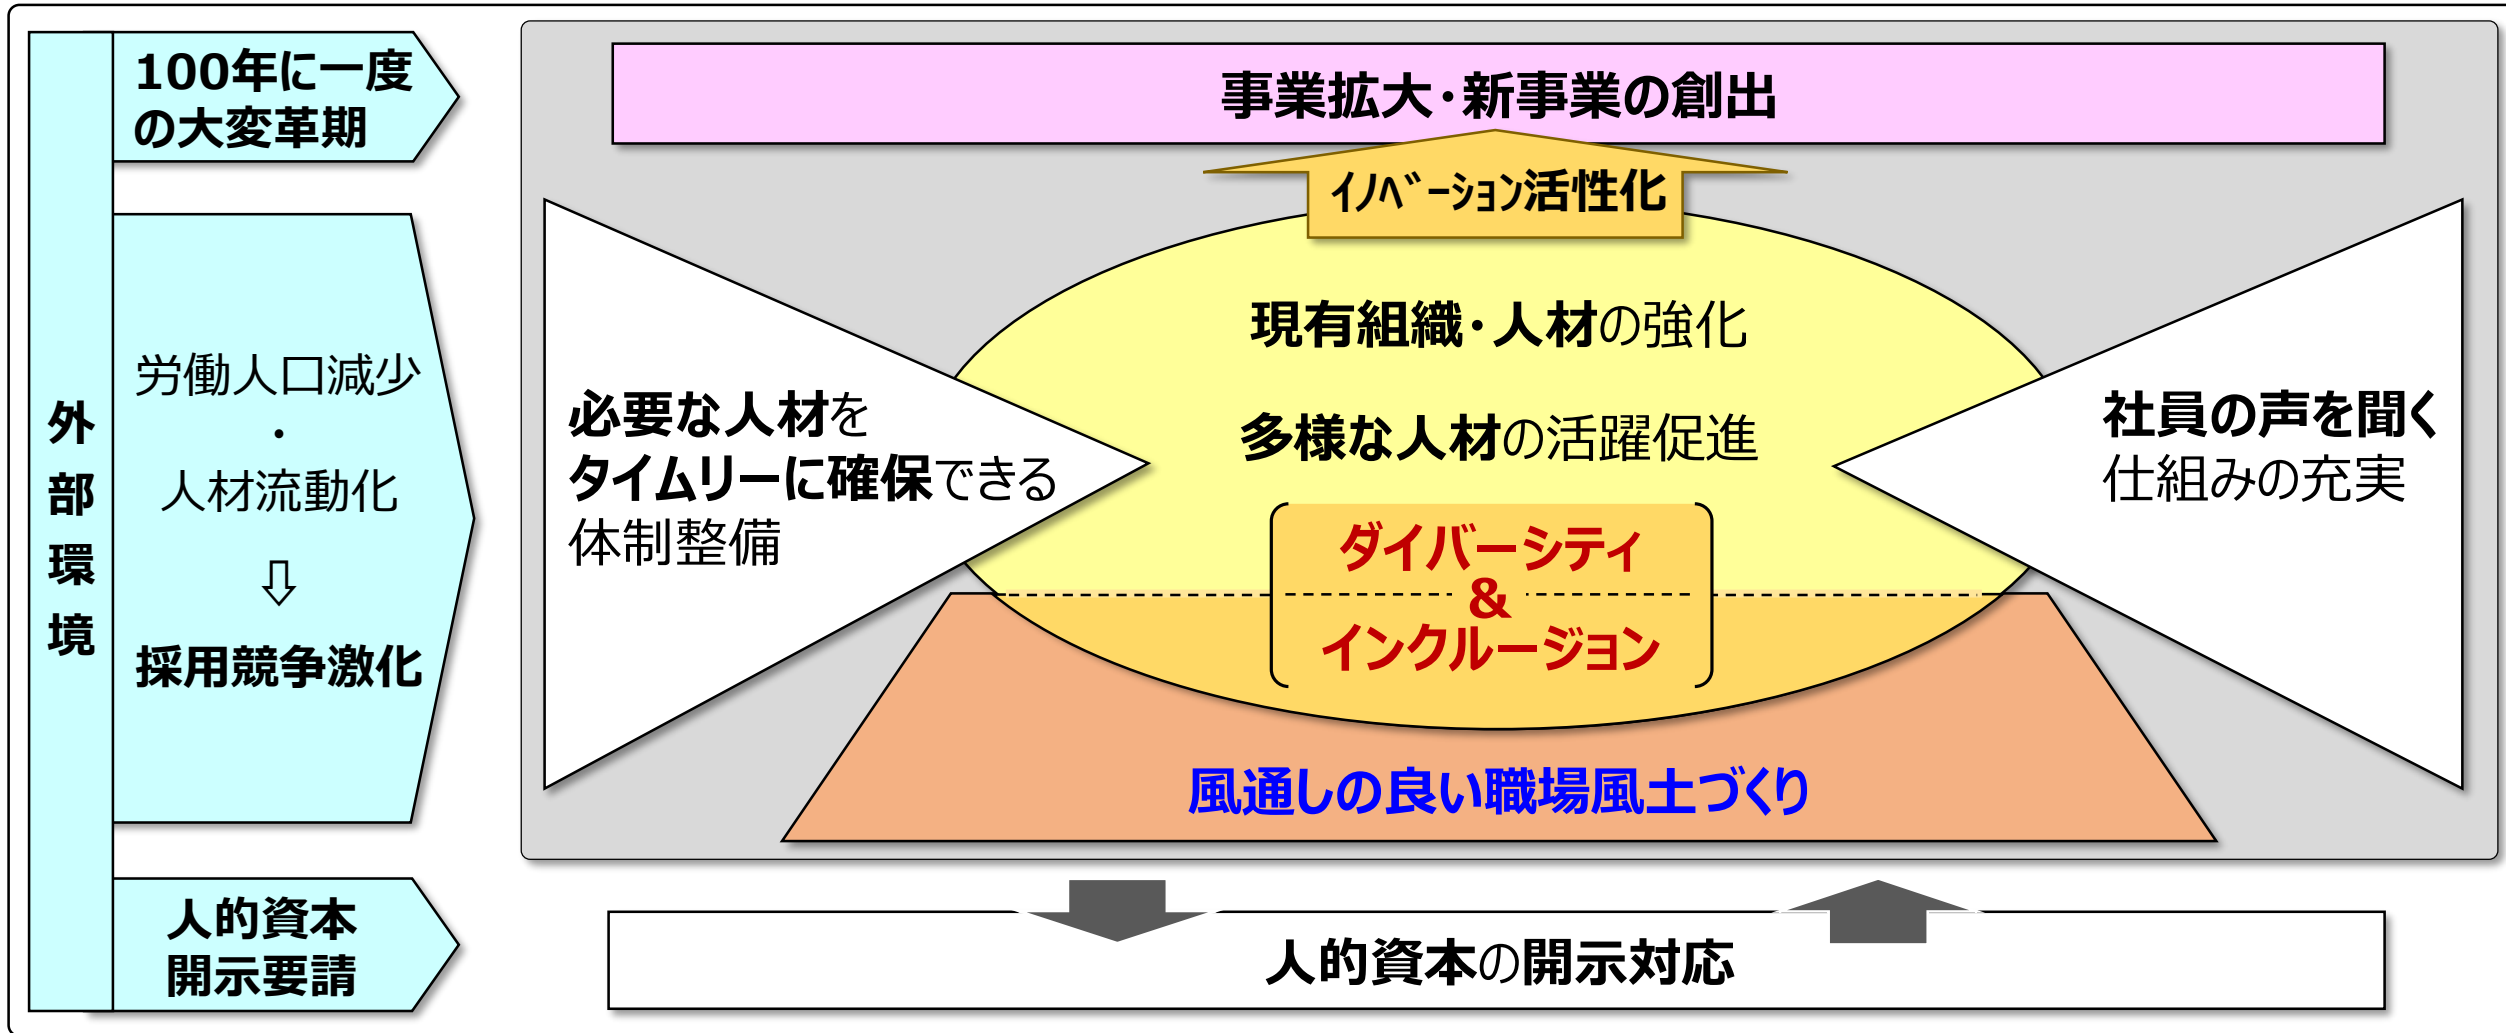 外部環境
100年に一度
の大変革期
労働人口減少
・
人材流動化
⇩
採用競争激化
人的資本
開示要請
事業拡大・新事業の創出
ｲﾉﾍﾞｰｼｮﾝ活性化
現有組織・人材の強化
多様な人材の活躍促進
必要な人材を
タイムリーに確保できる
体制整備
社員の声を聞く
仕組みの充実
ダイバーシティ
&
インクルージョン
風通しの良い職場風土づくり
人的資本の開示対応